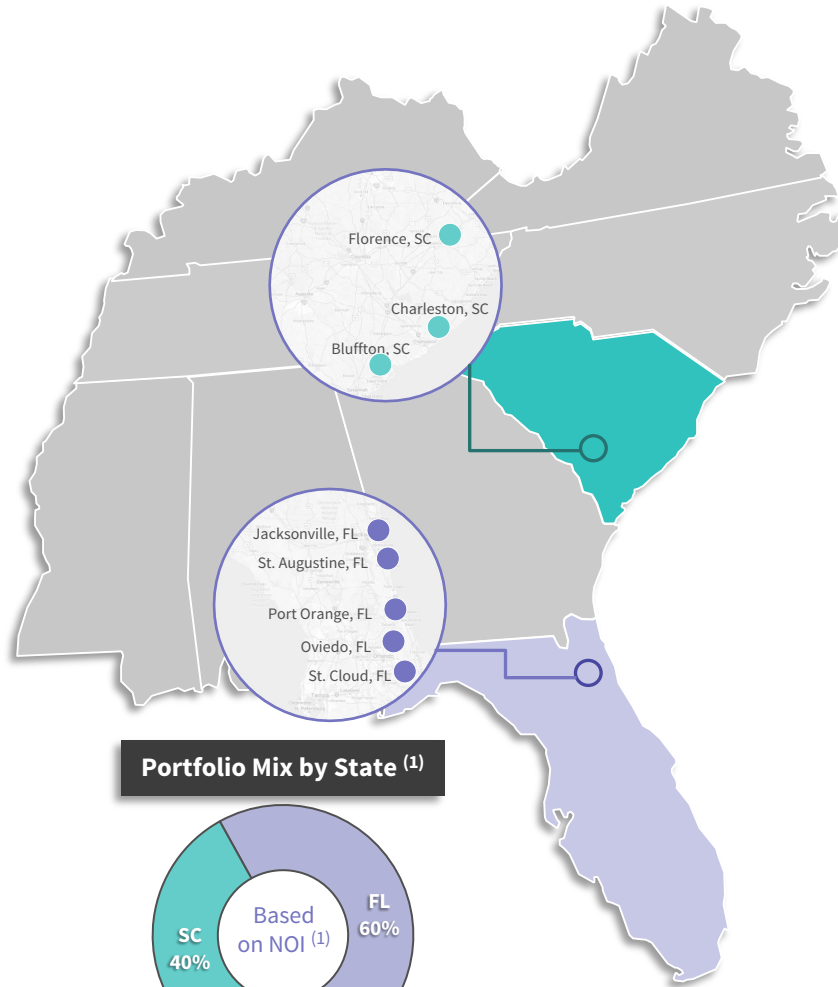 Florence, SC
Charleston, SC
Bluffton, SC
Jacksonville, FL
St. Augustine, FL
Port Orange, FL
Oviedo, FL
St. Cloud, FL
Portfolio Mix by State (1)
Based
on NOI (1)
FL
60%
SC
40%